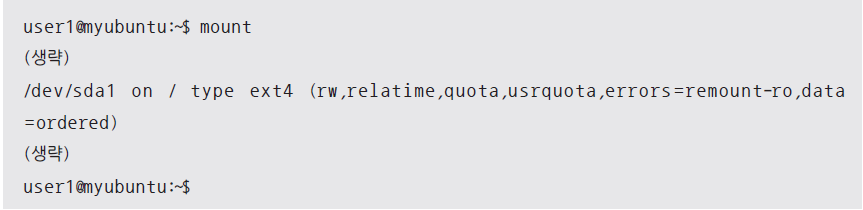 user1@myubuntu:~$ mount
(생략)
/dev/sda1 on / type ext4 (rw,relatime,quota,usrquota,errors=remount-ro,data
=ordered)
(생략)
user1@myubuntu:~$